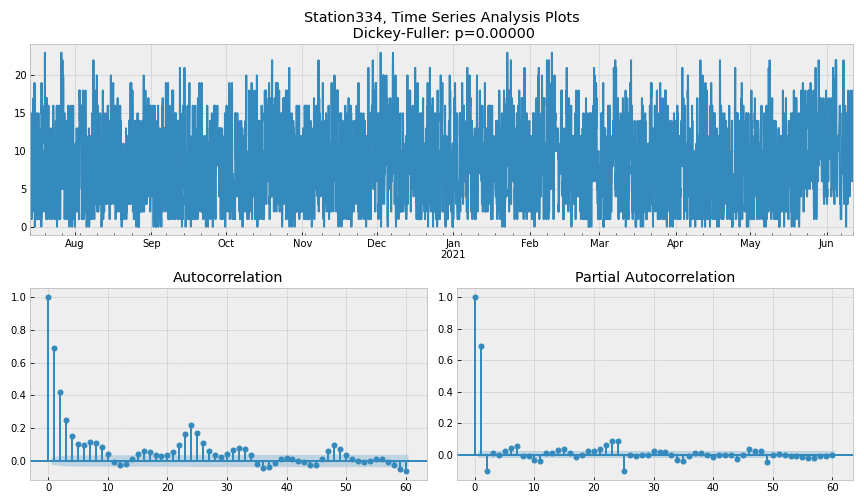 Station334, Time Series Analysis Plots
Dickey-Fuller: p=0.00000
20
15
10
5
0
Aug Sep Oct Nov Dec Jan Feb Mar Apr May Jun
2021
Autocorrelation Partial Autocorrelation
1.0 1.0
0.8 0.8
0.6 0.6
0.4 0.4
0.2 0.2
0.0 0.0
0 10 20 30 40 50 60 0 10 20 30 40 50 60